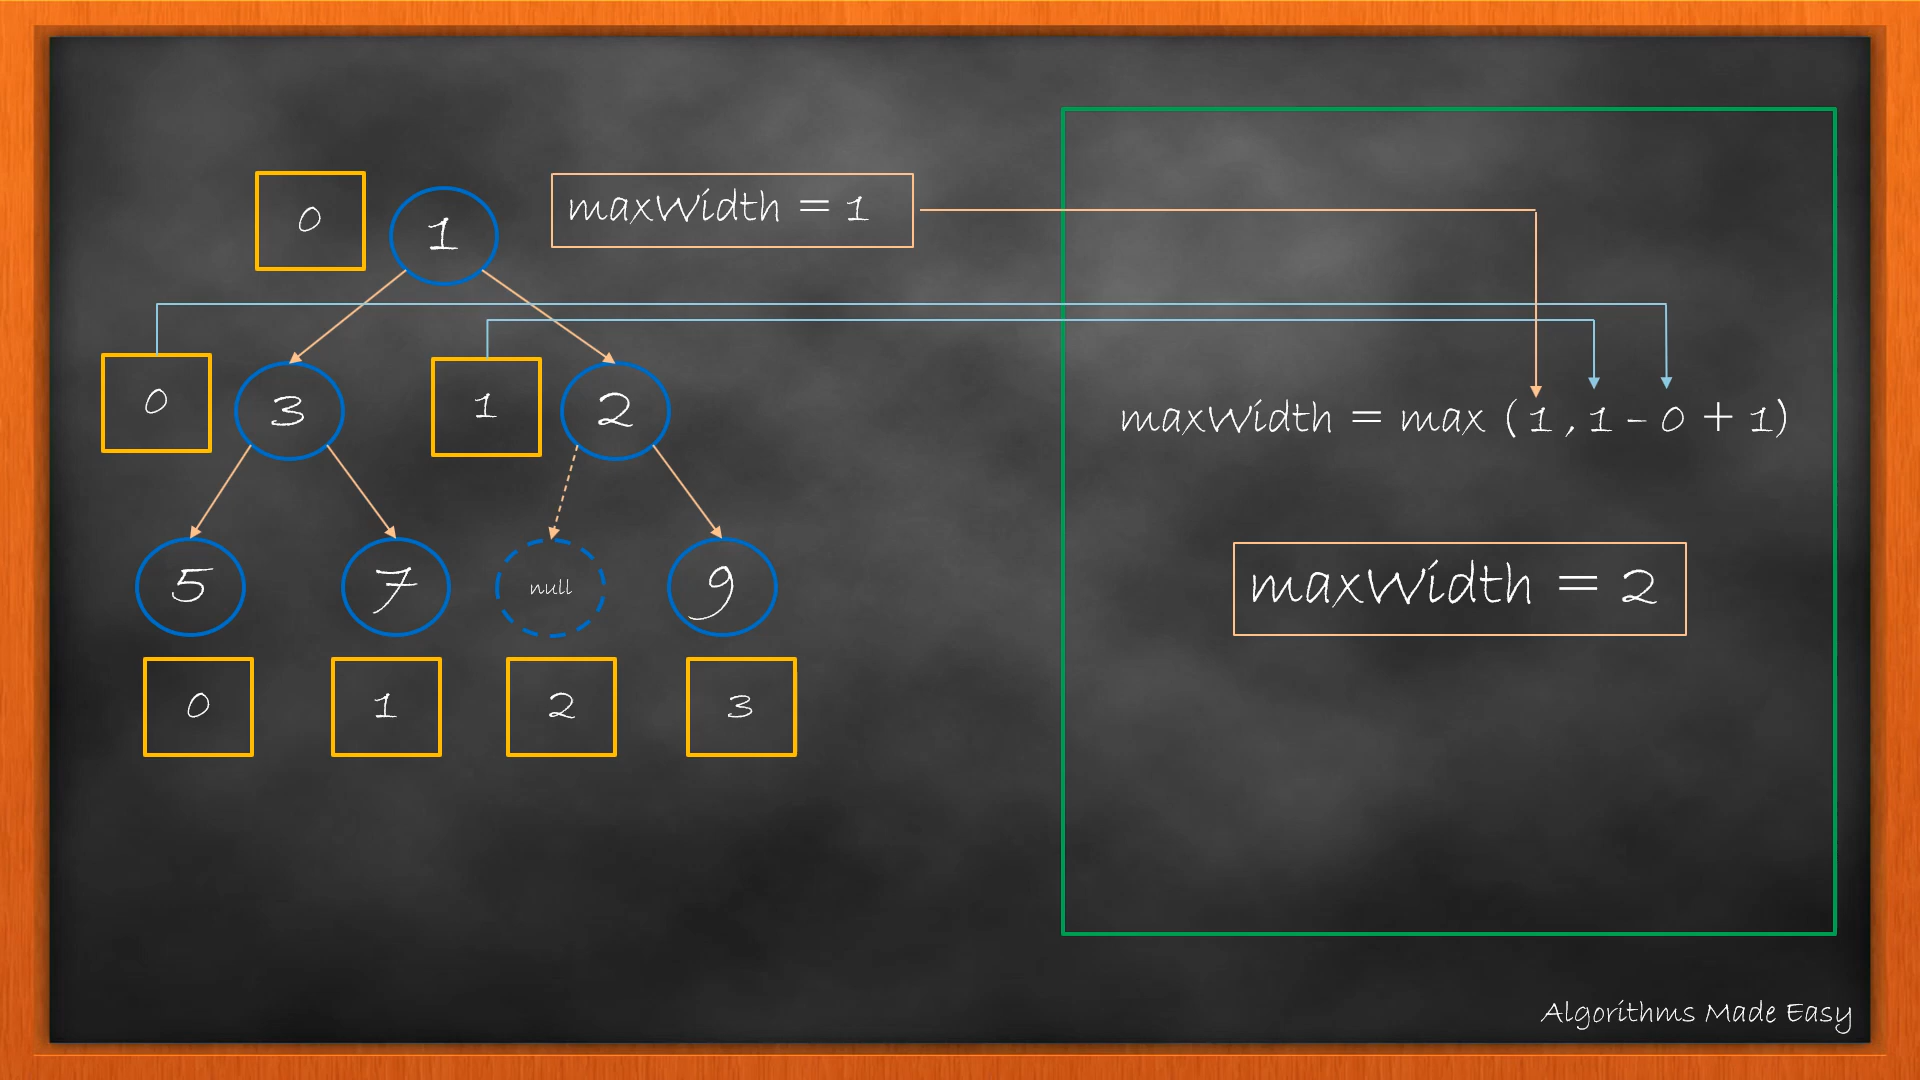 0
1
maxWidth = 1
0
3
1
2
maxWidth = max (1, 1 - 0 + 1)
5
7
null
9
maxWidth = 2
0
1
2
3
Algorithms Made Easy